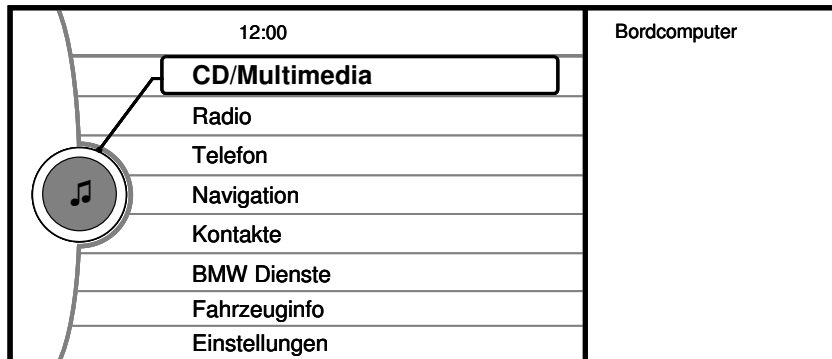 12:00
Bordcomputer
CD/Multimedia
Radio
Telefon
Navigation
Kontakte
BMW Dienste
Fahrzeuginfo
Einstellungen